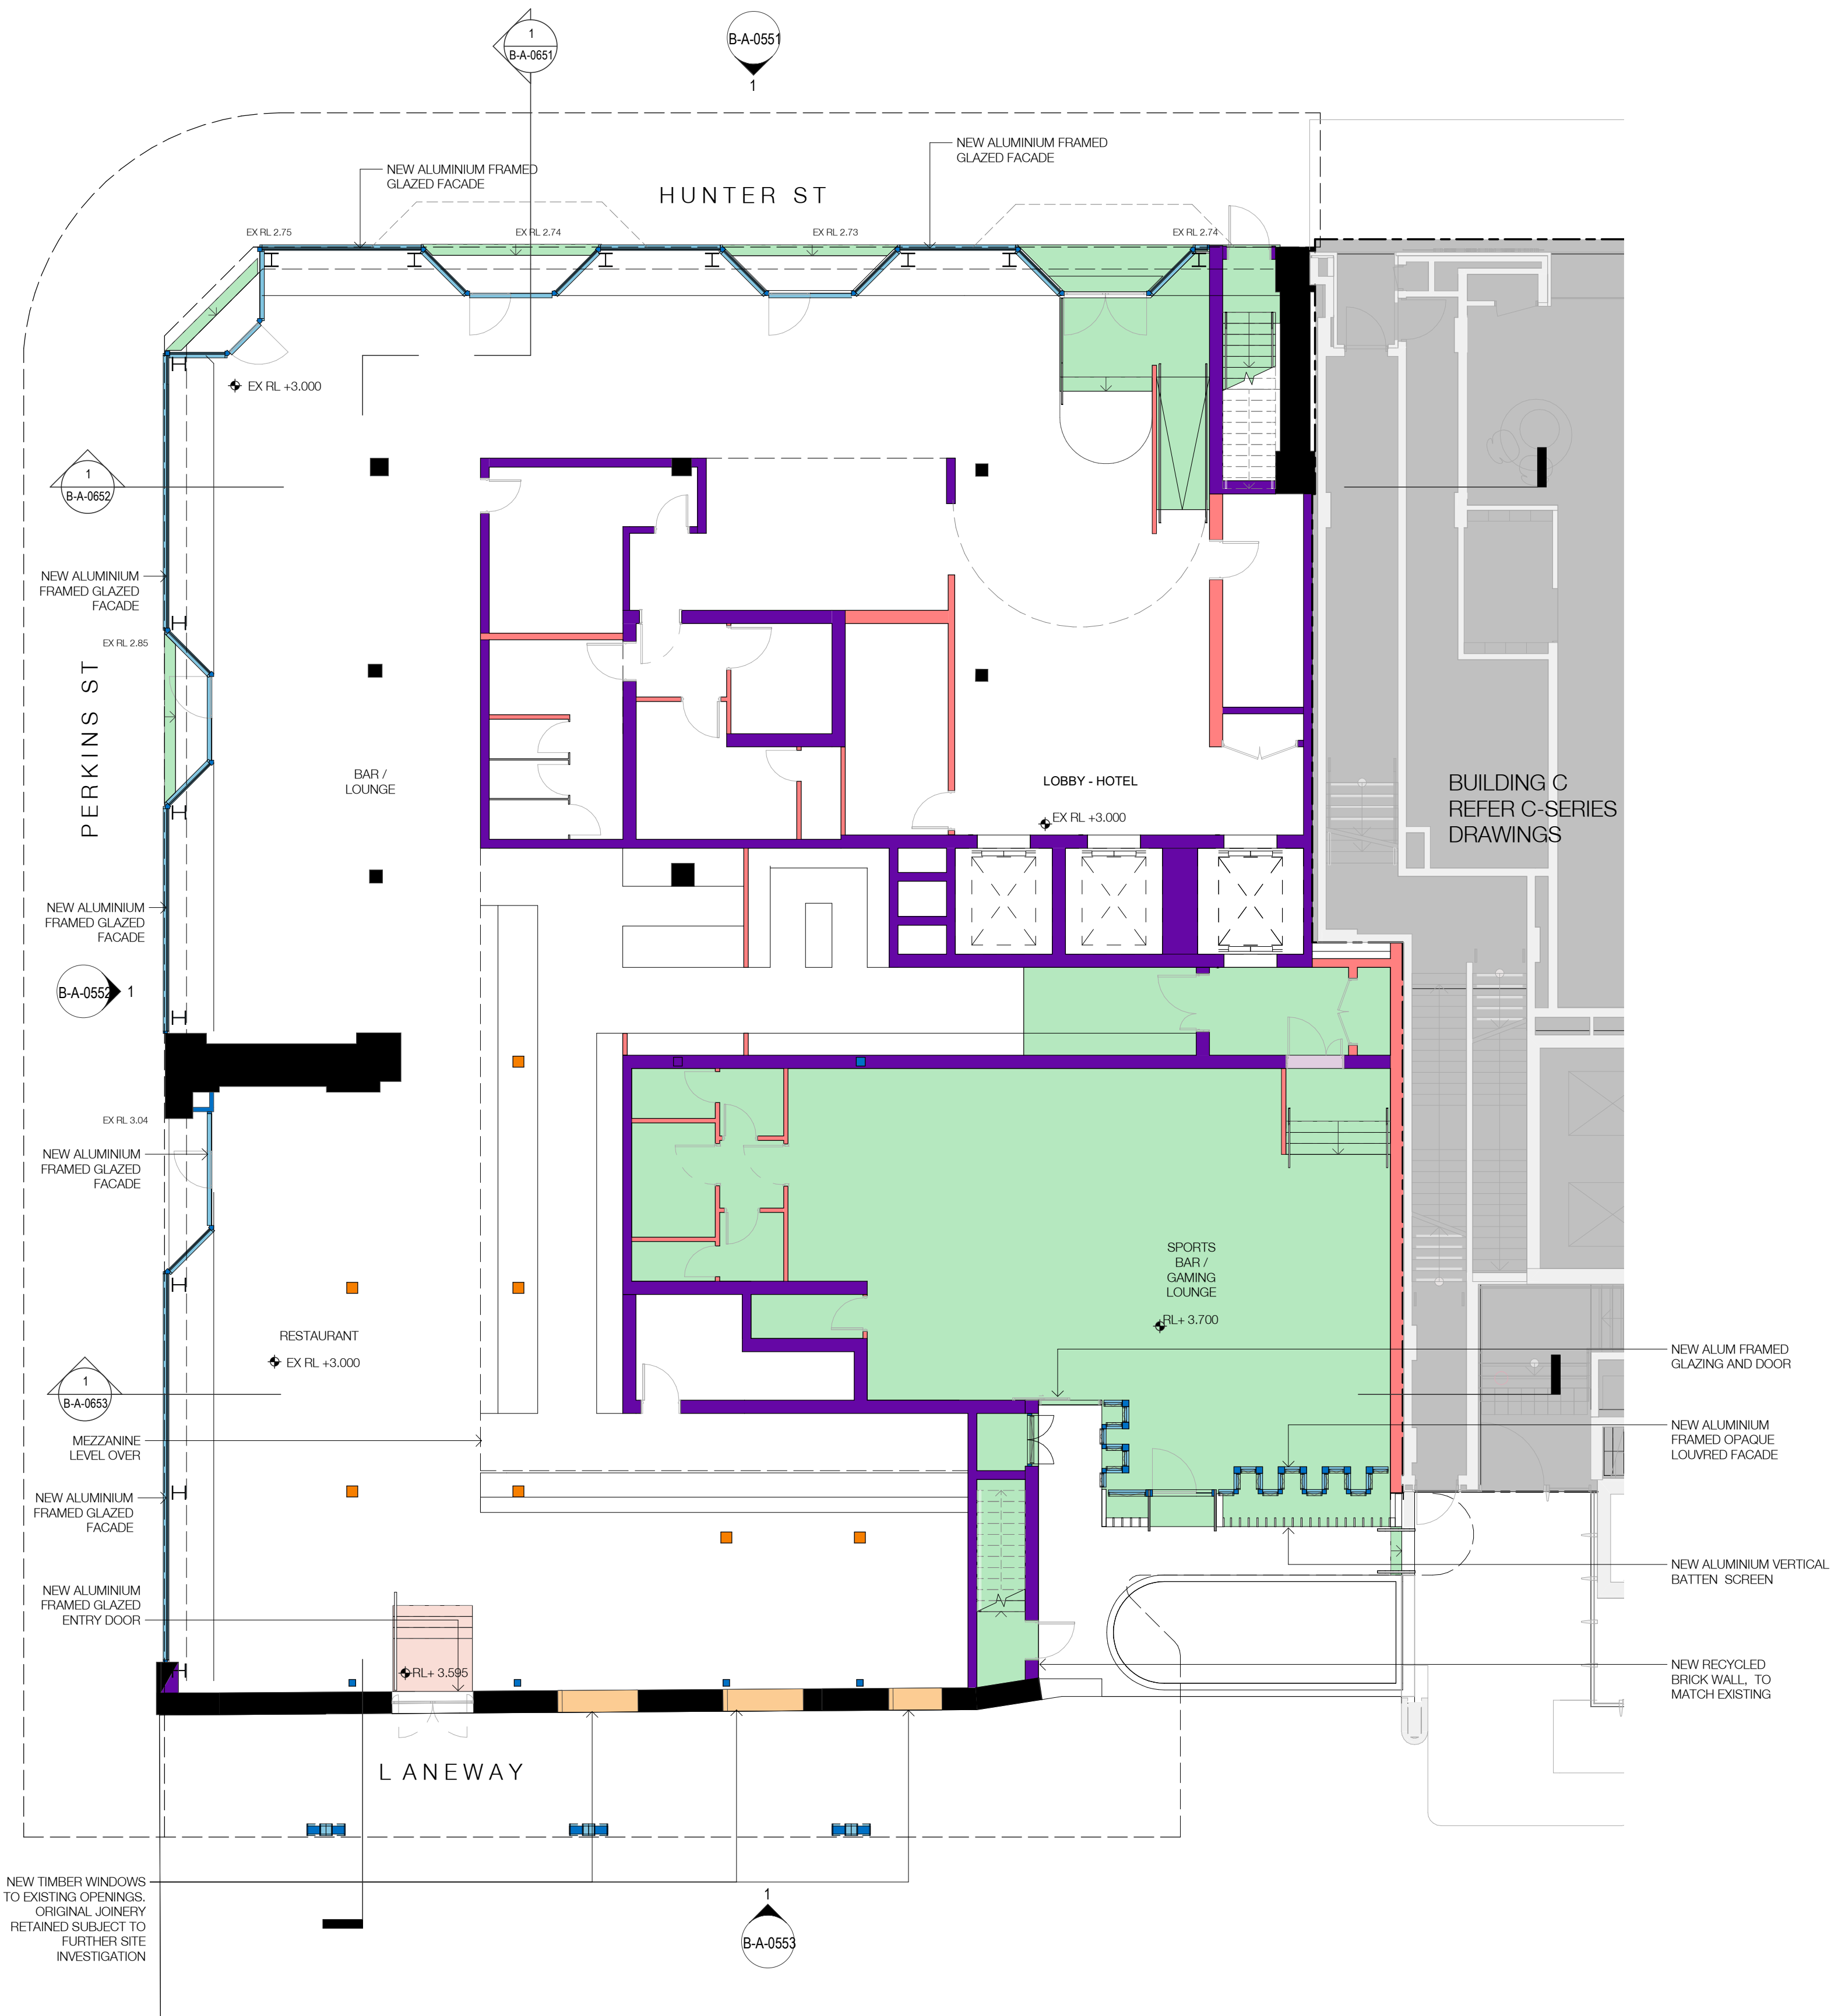 1
B-A-0651
B-A-0551
1
NEW ALUMINIUM FRAMED
GLAZED FACADE
NEW ALUMINIUM FRAMED
GLAZED FACADE
HUNTER ST
EX RL 2.75
EX RL 2.74
EX RL 2.73
EX RL 2.74
EX RL +3.000
1
B-A-0652
NEW ALUMINIUM
FRAMED GLAZED
FACADE
EX RL 2.85
PERKINS ST
BAR /
LOUNGE
LOBBY - HOTEL
EX RL +3.000
BUILDING C
REFER C-SERIES
DRAWINGS
NEW ALUMINIUM
FRAMED GLAZED
FACADE
B-A-0552
1
EX RL 3.04
NEW ALUMINIUM
FRAMED GLAZED
FACADE
SPORTS
BAR /
GAMING
LOUNGE
RL+ 3.700
RESTAURANT
EX RL +3.000
1
B-A-0653
NEW ALUM FRAMED
GLAZING AND DOOR
MEZZANINE
LEVEL OVER
NEW ALUMINIUM
FRAMED OPAQUE
LOUVRED FACADE
NEW ALUMINIUM
FRAMED GLAZED
FACADE
NEW ALUMINIUM VERTICAL
BATTEN SCREEN
NEW ALUMINIUM
FRAMED GLAZED
ENTRY DOOR
RL+ 3.595
NEW RECYCLED
BRICK WALL, TO
MATCH EXISTING
LANEWAY
NEW TIMBER WINDOWS
TO EXISTING OPENINGS.
ORIGINAL JOINERY
RETAINED SUBJECT TO
FURTHER SITE
INVESTIGATION
1
B-A-0553